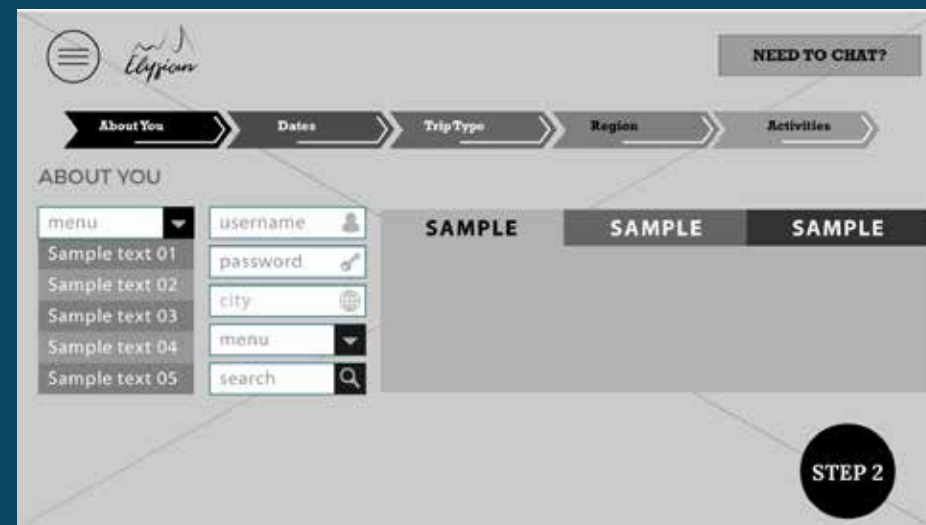 Elysian
NEED TO CHAT?
About You
Dates
Trip Type
Region
Activities
ABOUT YOU
menu
Sample text 01
Sample text 02
Sample text 03
Sample text 04
Sample text 05
username
password
city
menu
search
SAMPLE
SAMPLE
SAMPLE
STEP 2